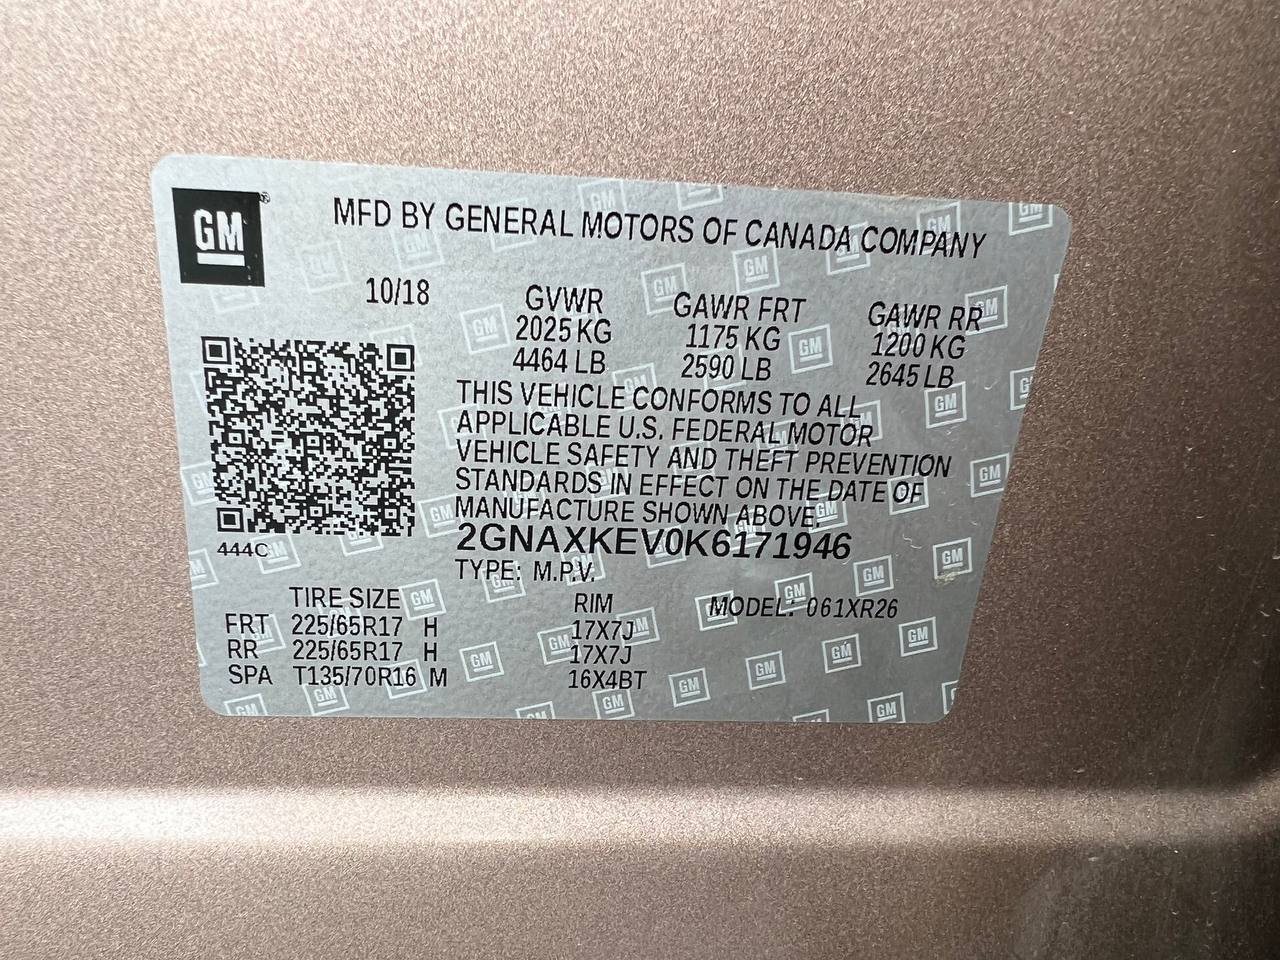 GM
MFD BY GENERAL MOTORS OF CANADA COMPANY
10/18
GVWR GAWR FRT GAWR RR
2025 KG 1175 KG 1200 KG
4464 LB 2590 LB 2645 LB
THIS VEHICLE CONFORMS TO ALL
APPLICABLE U.S. FEDERAL MOTOR
VEHICLE SAFETY AND THEFT PREVENTION
STANDARDS IN EFFECT ON THE DATE OF
MANUFACTURE SHOWN ABOVE.
2GNAXKEV0K6171946
444C
TYPE: M.P.V.
TIRE SIZE RIM MODEL: 061XR26
FRT 225/65R17 H 17X7J
RR 225/65R17 H 17X7J
SPA T135/70R16 M 16X4BT